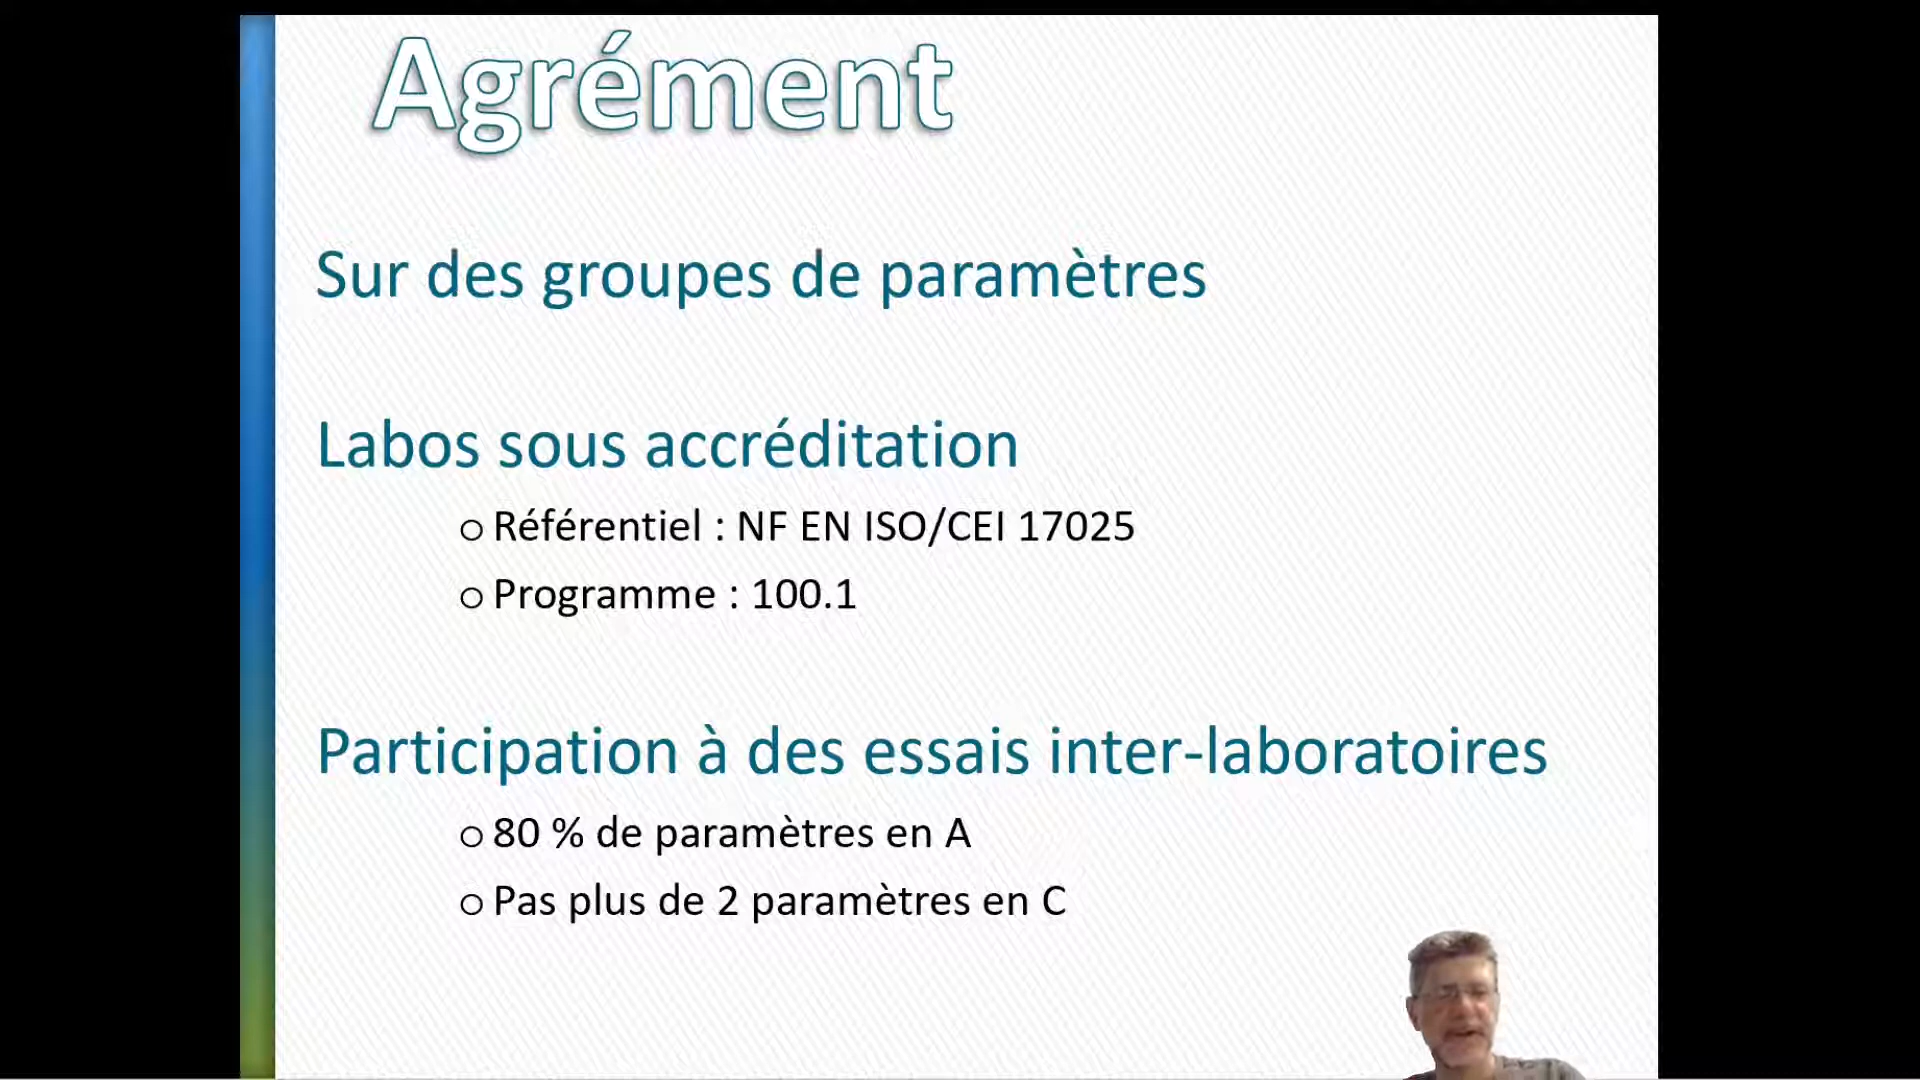 Agrément
Sur des groupes de paramètres
Labos sous accréditation
o Référentiel : NF EN ISO/CEI 17025
o Programme : 100.1
Participation à des essais inter-laboratoires
o 80 % de paramètres en A
o Pas plus de 2 paramètres en C